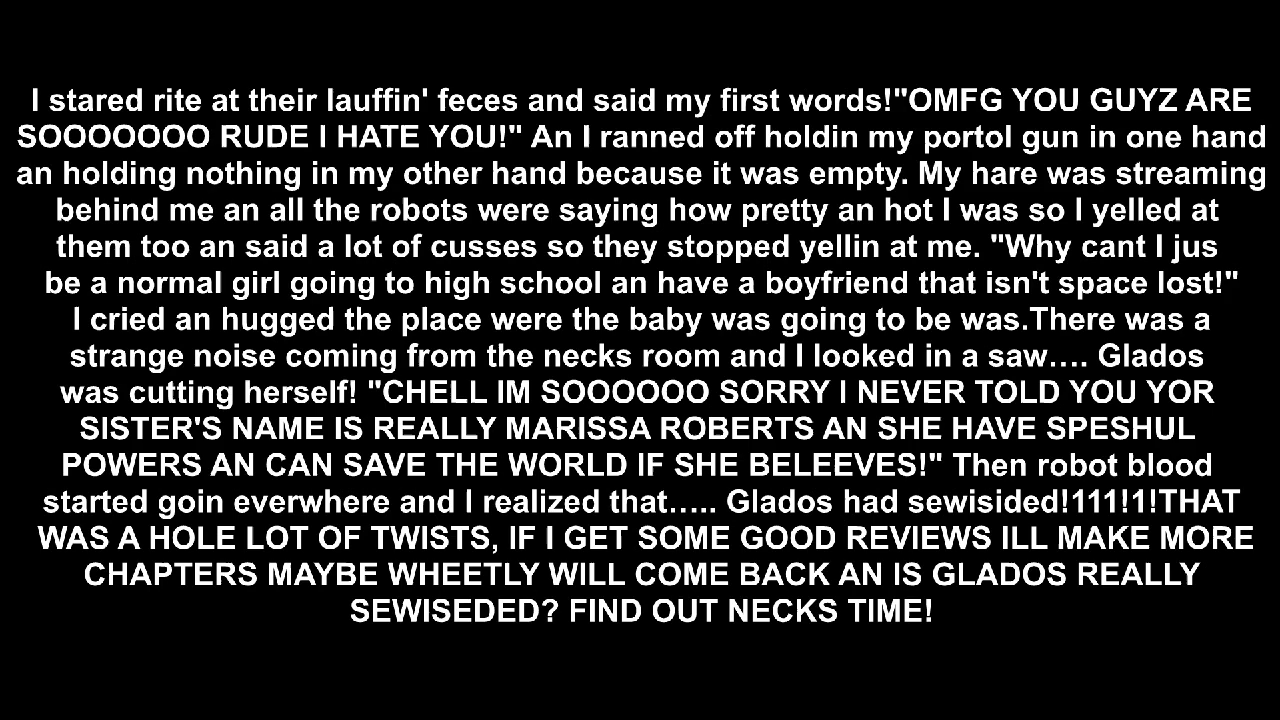 I stared rite at their lauffin' feces and said my first words!"OMFG YOU GUYZ ARE
SOOOOOOO RUDE I HATE YOU!" An I ranned off holdin my portol gun in one hand
an holding nothing in my other hand because it was empty. My hare was streaming
behind me an all the robots were saying how pretty an hot I was so I yelled at
them too an said a lot of cusses so they stopped yellin at me. "Why cant I jus
be a normal girl going to high school an have a boyfriend that isn't space lost!"
I cried an hugged the place were the baby was going to be was.There was a
strange noise coming from the necks room and I looked in a saw…. Glados
was cutting herself! "CHELL IM SOOOOOO SORRY I NEVER TOLD YOU YOR
SISTER'S NAME IS REALLY MARISSA ROBERTS AN SHE HAVE SPESHUL
POWERS AN CAN SAVE THE WORLD IF SHE BELEEVES!" Then robot blood
started goin everwhere and I realized that….. Glados had sewisided!111!1!THAT
WAS A HOLE LOT OF TWISTS, IF I GET SOME GOOD REVIEWS ILL MAKE MORE
CHAPTERS MAYBE WHEETLY WILL COME BACK AN IS GLADOS REALLY
SEWISEDED? FIND OUT NECKS TIME!